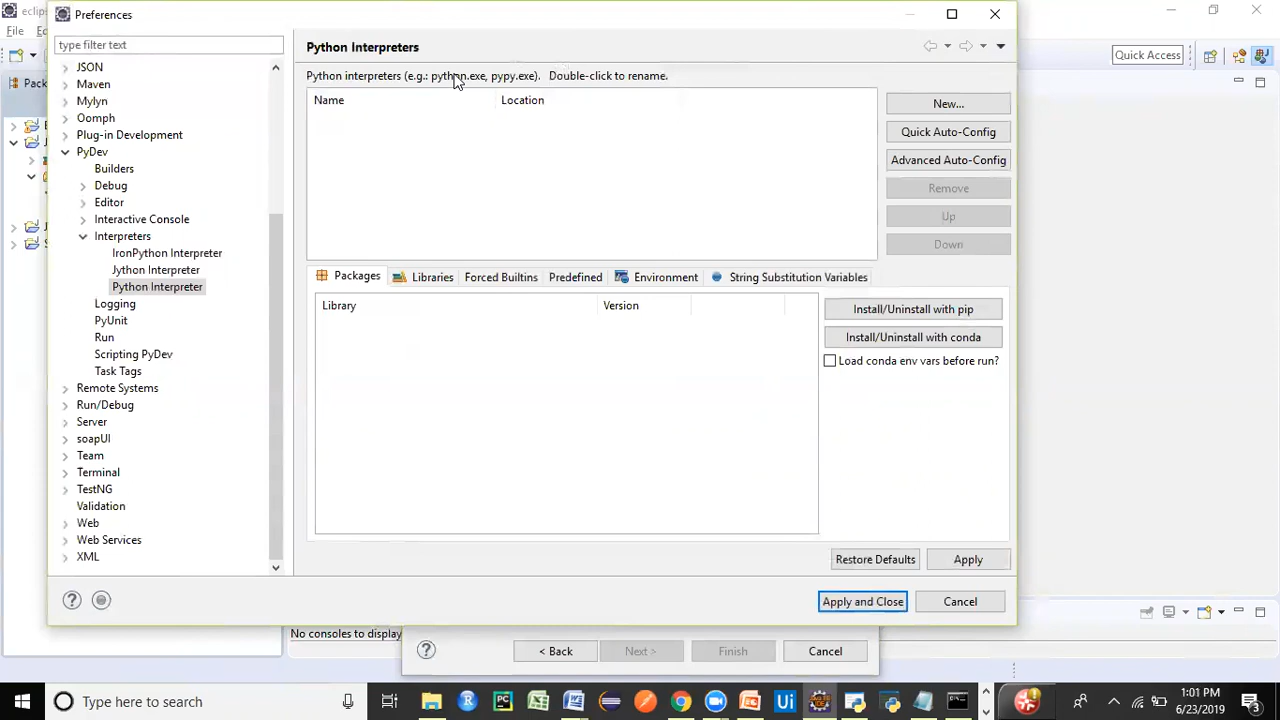 eclips
Preferences
File
Ec
Quick Access
Pack
type filter text
JSON
Maven
Mylyn
Oomph
Plug-in Development
PyDev
Builders
Debug
Editor
Interactive Console
Interpreters
IronPython Interpreter
Jython Interpreter
Python Interpreter
Logging
PyUnit
Run
Scripting PyDev
Task Tags
Remote Systems
Run/Debug
Server
soapUI
Team
Terminal
TestNG
Validation
Web
Web Services
XML
Python Interpreters
Python interpreters (e.g.: python.exe, pypy.exe). Double-click to rename.
Name Location
New...
Quick Auto-Config
Advanced Auto-Config
Remove
Up
Down
Packages Libraries Forced Builtins Predefined Environment String Substitution Variables
Library Version
Install/Uninstall with pip
Install/Uninstall with conda
Load conda env vars before run?
Restore Defaults Apply
Apply and Close Cancel
No consoles to display
< Back Next > Finish Cancel
Type here to search
1:01 PM
6/23/2019